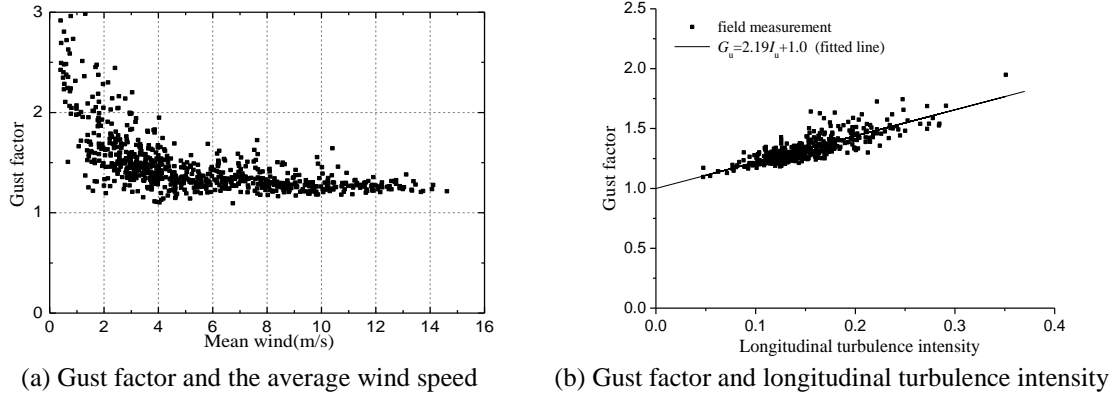 3
2
1
0
Gust factor
0 2 4 6 8 10 12 14 16
Mean wind(m/s)
(a) Gust factor and the average wind speed
2.5
2.0
1.5
1.0
0.5
0.0
Gust factor
field measurement
Gu=2.19Iu+1.0 (fitted line)
0.0 0.1 0.2 0.3 0.4
Longitudinal turbulence intensity
(b) Gust factor and longitudinal turbulence intensity